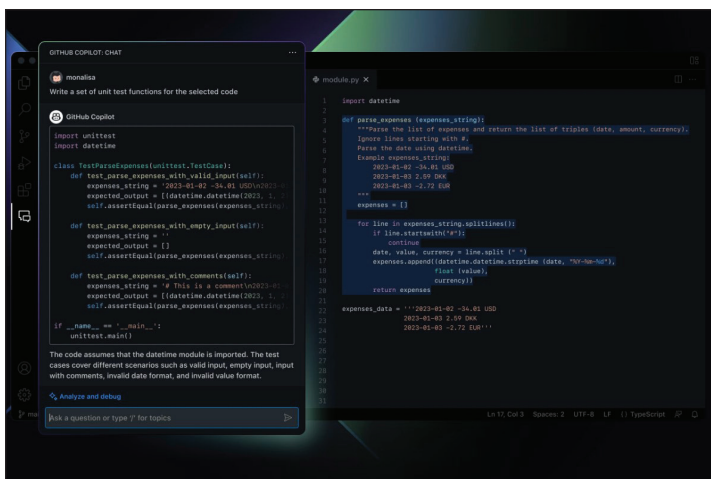 GITHUB COPILOT: CHAT
monalisa
Write a set of unit test functions for the selected code
GitHub Copilot
import unittest
import datetime
class TestParseExpenses(unittest.TestCase):
def test_parse_expenses_with_valid_input(self):
expenses_string = '2023-01-02 -34.01 USD\n2023-
expected_output = [(datetime.datetime(2023, 1,
self.assertEqual(parse_expenses(expenses_string)
def test_parse_expenses_with_empty_input(self):
expenses_string = ''
expected_output = []
self.assertEqual(parse_expenses(expenses_string)
def test_parse_expenses_with_comments(self):
expenses_string = '# This is a comment\n2023-01-
expected_output = [(datetime.datetime(2023, 1,
self.assertEqual(parse_expenses(expenses_string)
if __name__ == '__main__':
unittest.main()
The code assumes that the datetime module is imported. The test
cases cover different scenarios such as valid input, empty input, input
with comments, invalid date format, and invalid value format.
Analyze and debug
Ask a question or type '/' for topics
module.py
1 import datetime
2
3 def parse_expenses (expenses_string):
4 """Parse the list of expenses and return the list of triples (date, amount, currency).
5 Ignore lines starting with #.
6 Parse the date using datetime.
7 Example expenses_string:
8 2023-01-02 -34.01 USD
9 2023-01-03 2.59 DKK
10 2023-01-03 -2.72 EUR
11 """
11 expenses = []
12
13 for line in expenses_string.splitlines():
14 if line.startswith("#"):
15 continue
16 date, value, currency = line.split (" ")
17 expenses.append((datetime.datetime.strptime (date, "%Y-%m-%d"),
18 float (value),
19 currency))
20 return expenses
21
22 expenses_data = '''2023-01-02 -34.01 USD
23 2023-01-03 2.59 DKK
24 2023-01-03 -2.72 EUR'''
25
26
27
28
29
30
31
Ln 17, Col 3 Spaces: 2 UTF-8 LF {} TypeScript